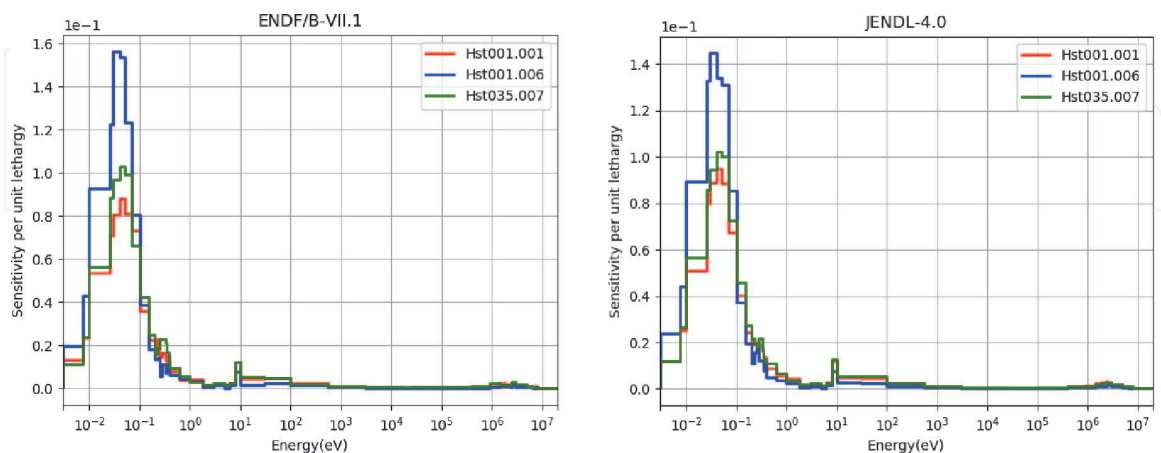 ENDF/B-VII.1
1e−1
Hst001.001
Hst001.006
Hst035.007
Sensitivity per unit lethargy
1.6
1.4
1.2
1.0
0.8
0.6
0.4
0.2
0.0
10⁻² 10⁻¹ 10⁰ 10¹ 10² 10³ 10⁴ 10⁵ 10⁶ 10⁷
Energy(eV)
JENDL-4.0
1e−1
Hst001.001
Hst001.006
Hst035.007
Sensitivity per unit lethargy
1.4
1.2
1.0
0.8
0.6
0.4
0.2
0.0
10⁻² 10⁻¹ 10⁰ 10¹ 10² 10³ 10⁴ 10⁵ 10⁶ 10⁷
Energy(eV)